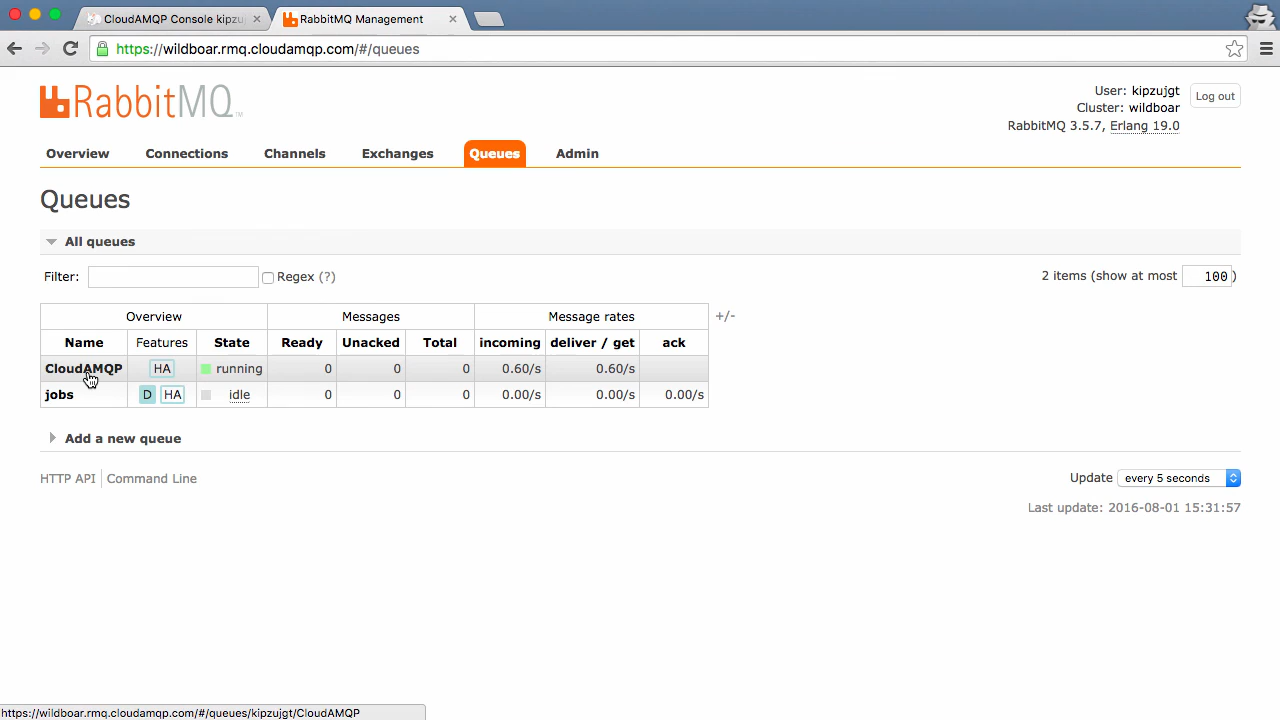 CloudAMQP Console kipzuj
RabbitMQ Management
https://wildboar.rmq.cloudamqp.com/#/queues
RabbitMQ™
User: kipzujgt
Cluster: wildboar
RabbitMQ 3.5.7, Erlang 19.0
Log out
Overview Connections Channels Exchanges Queues Admin
Queues
All queues
Filter: Regex (?)
2 items (show at most 100 )
Overview Messages Message rates +/-
Name Features State Ready Unacked Total incoming deliver / get ack
CloudAMQP HA running 0 0 0 0.60/s 0.60/s
jobs D HA idle 0 0 0 0.00/s 0.00/s 0.00/s
Add a new queue
HTTP API Command Line
Update every 5 seconds
Last update: 2016-08-01 15:31:57
https://wildboar.rmq.cloudamqp.com/#/queues/kipzujgt/CloudAMQP